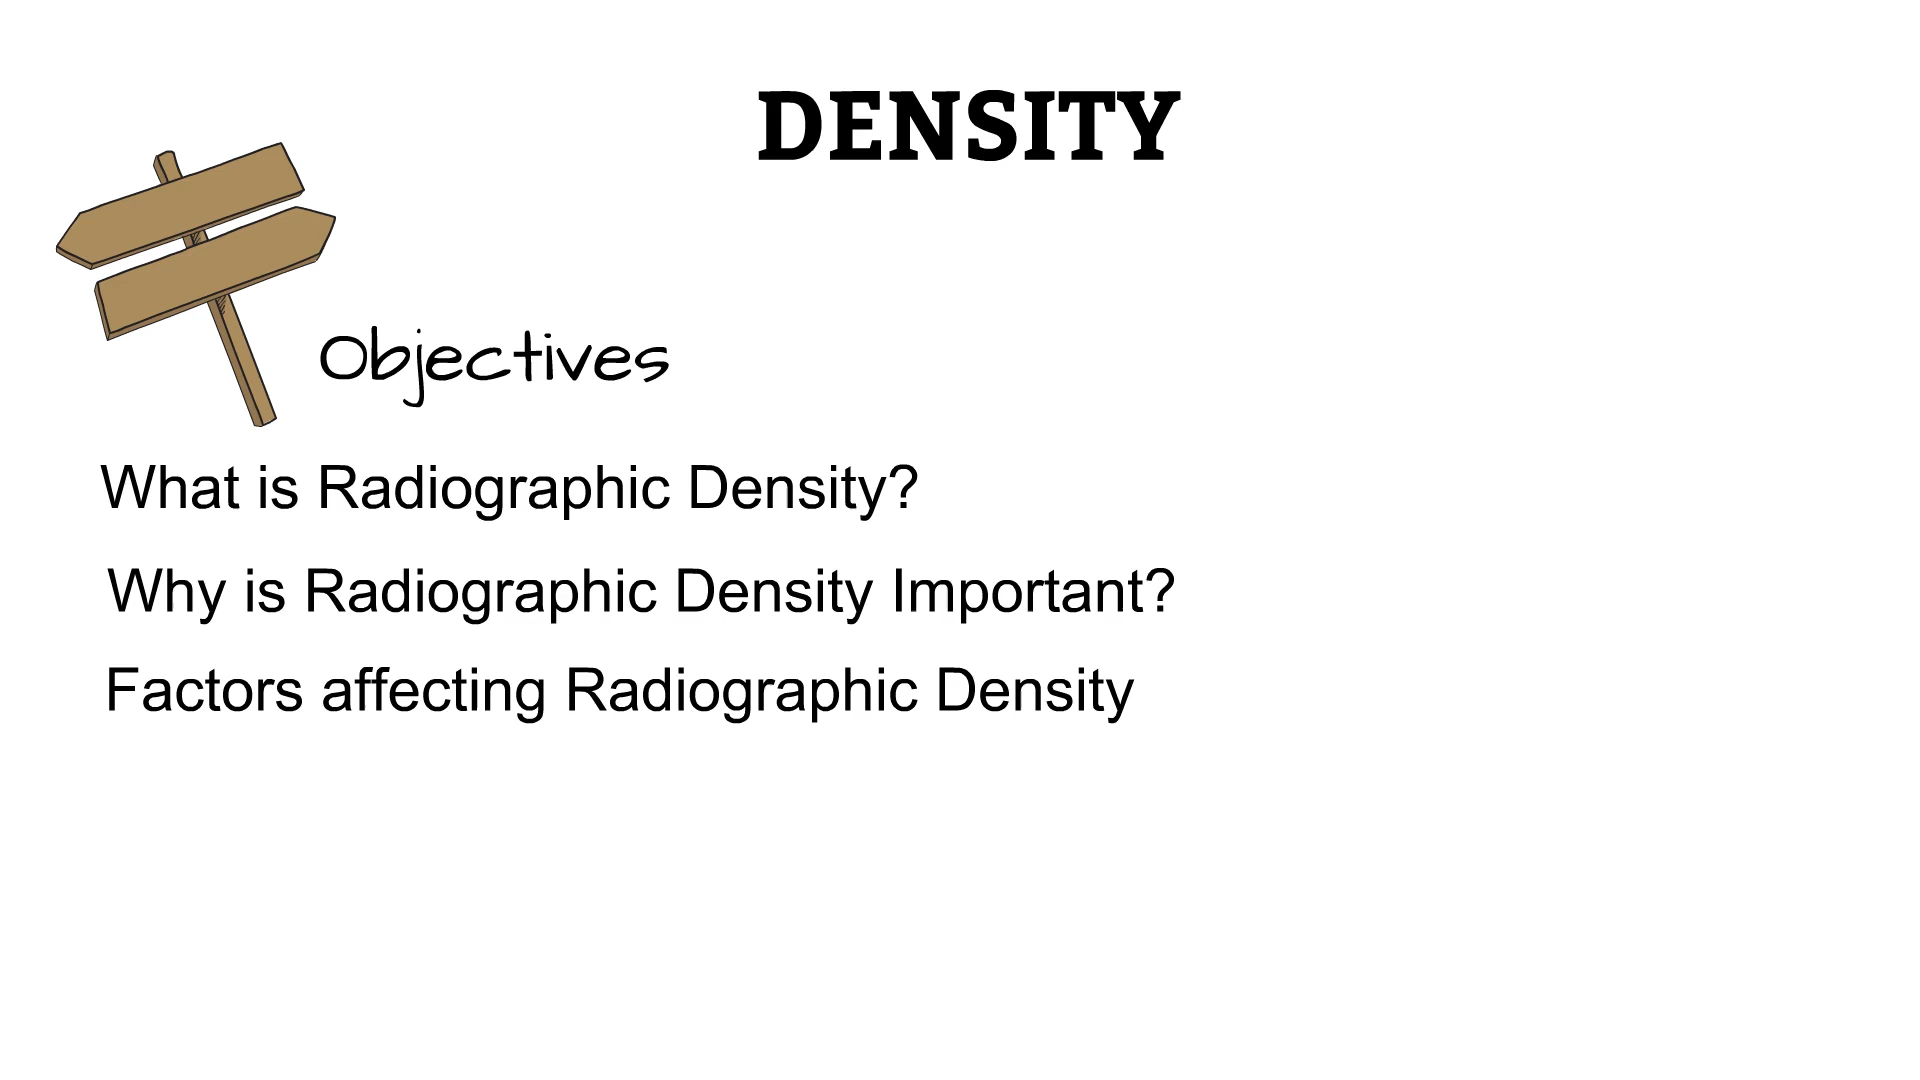 DENSITY
Objectives
What is Radiographic Density?
Why is Radiographic Density Important?
Factors affecting Radiographic Density